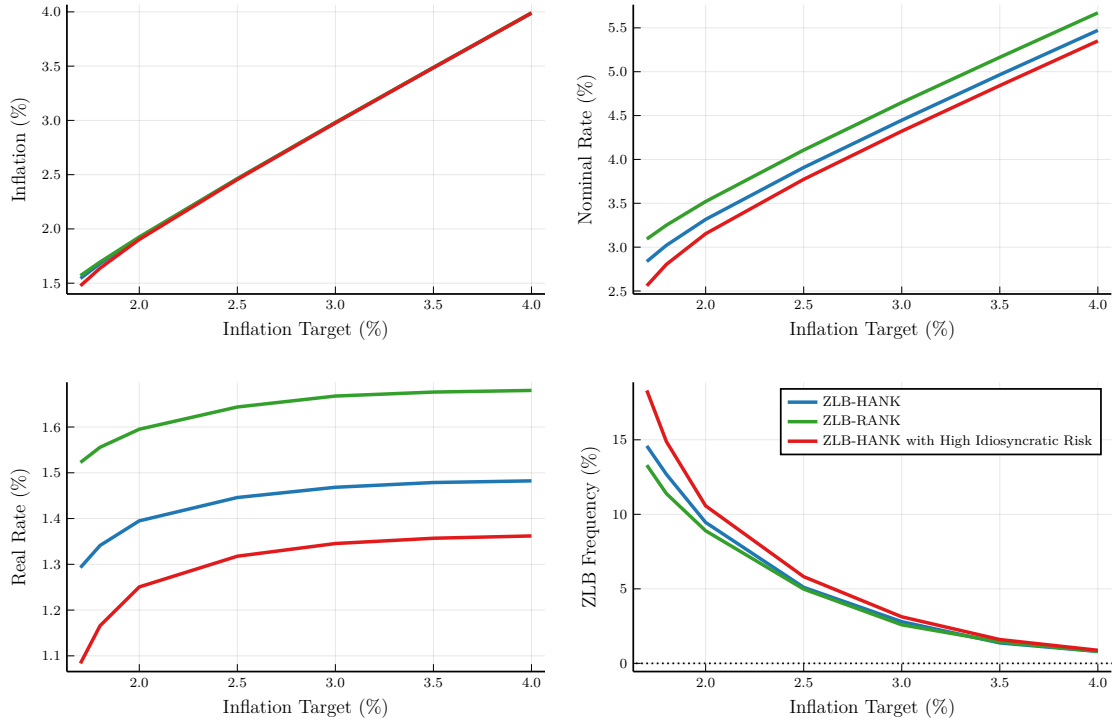 4.0
3.5
3.0
2.5
2.0
1.5
Inflation (%)
2.0 2.5 3.0 3.5 4.0
Inflation Target (%)
5.5
5.0
4.5
4.0
3.5
3.0
2.5
Nominal Rate (%)
2.0 2.5 3.0 3.5 4.0
Inflation Target (%)
1.6
1.5
1.4
1.3
1.2
1.1
Real Rate (%)
2.0 2.5 3.0 3.5 4.0
Inflation Target (%)
ZLB-HANK
ZLB-RANK
ZLB-HANK with High Idiosyncratic Risk
15
10
5
0
ZLB Frequency (%)
2.0 2.5 3.0 3.5 4.0
Inflation Target (%)